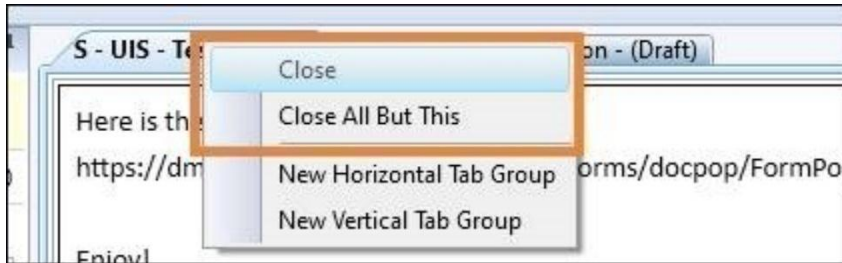 S - UIS - Te on - (Draft)
Close
Here is th Close All But This
https://dm New Horizontal Tab Group orms/docpop/FormPo
New Vertical Tab Group
Enjoy!